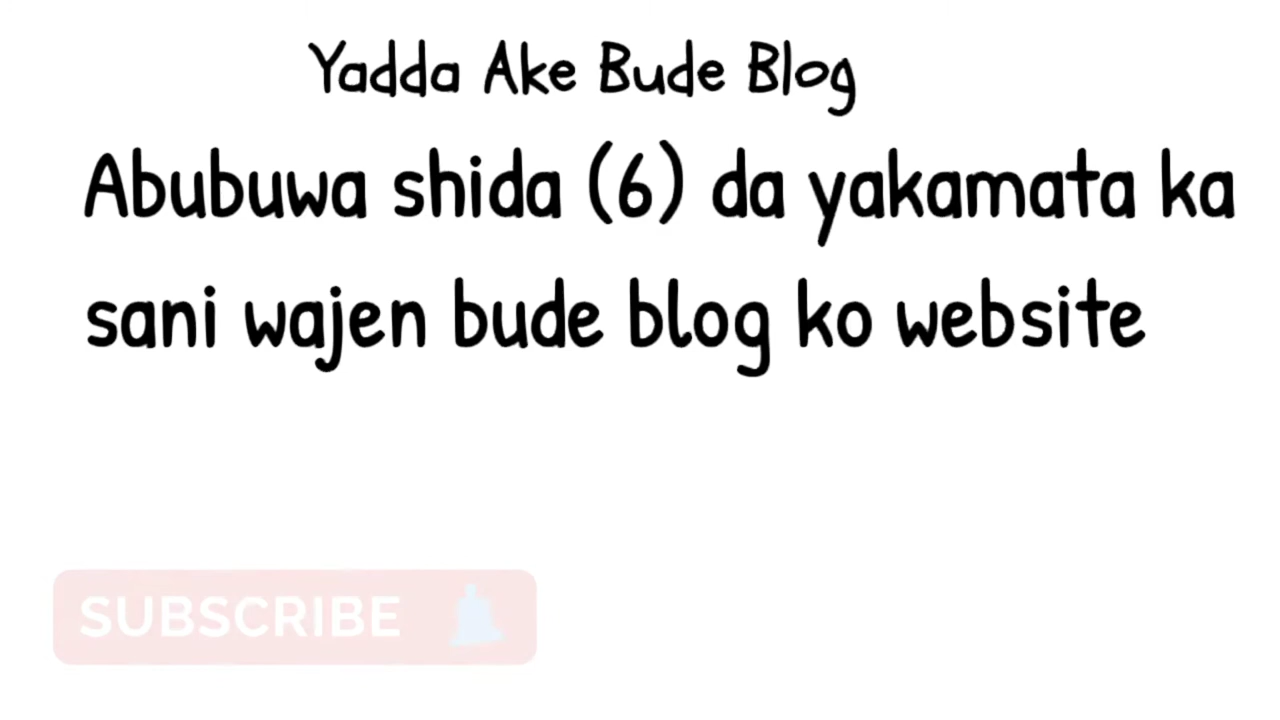 Yadda Ake Bude Blog
Abubuwa shida (6) da yakamata ka
sani wajen bude blog ko website
SUBSCRIBE